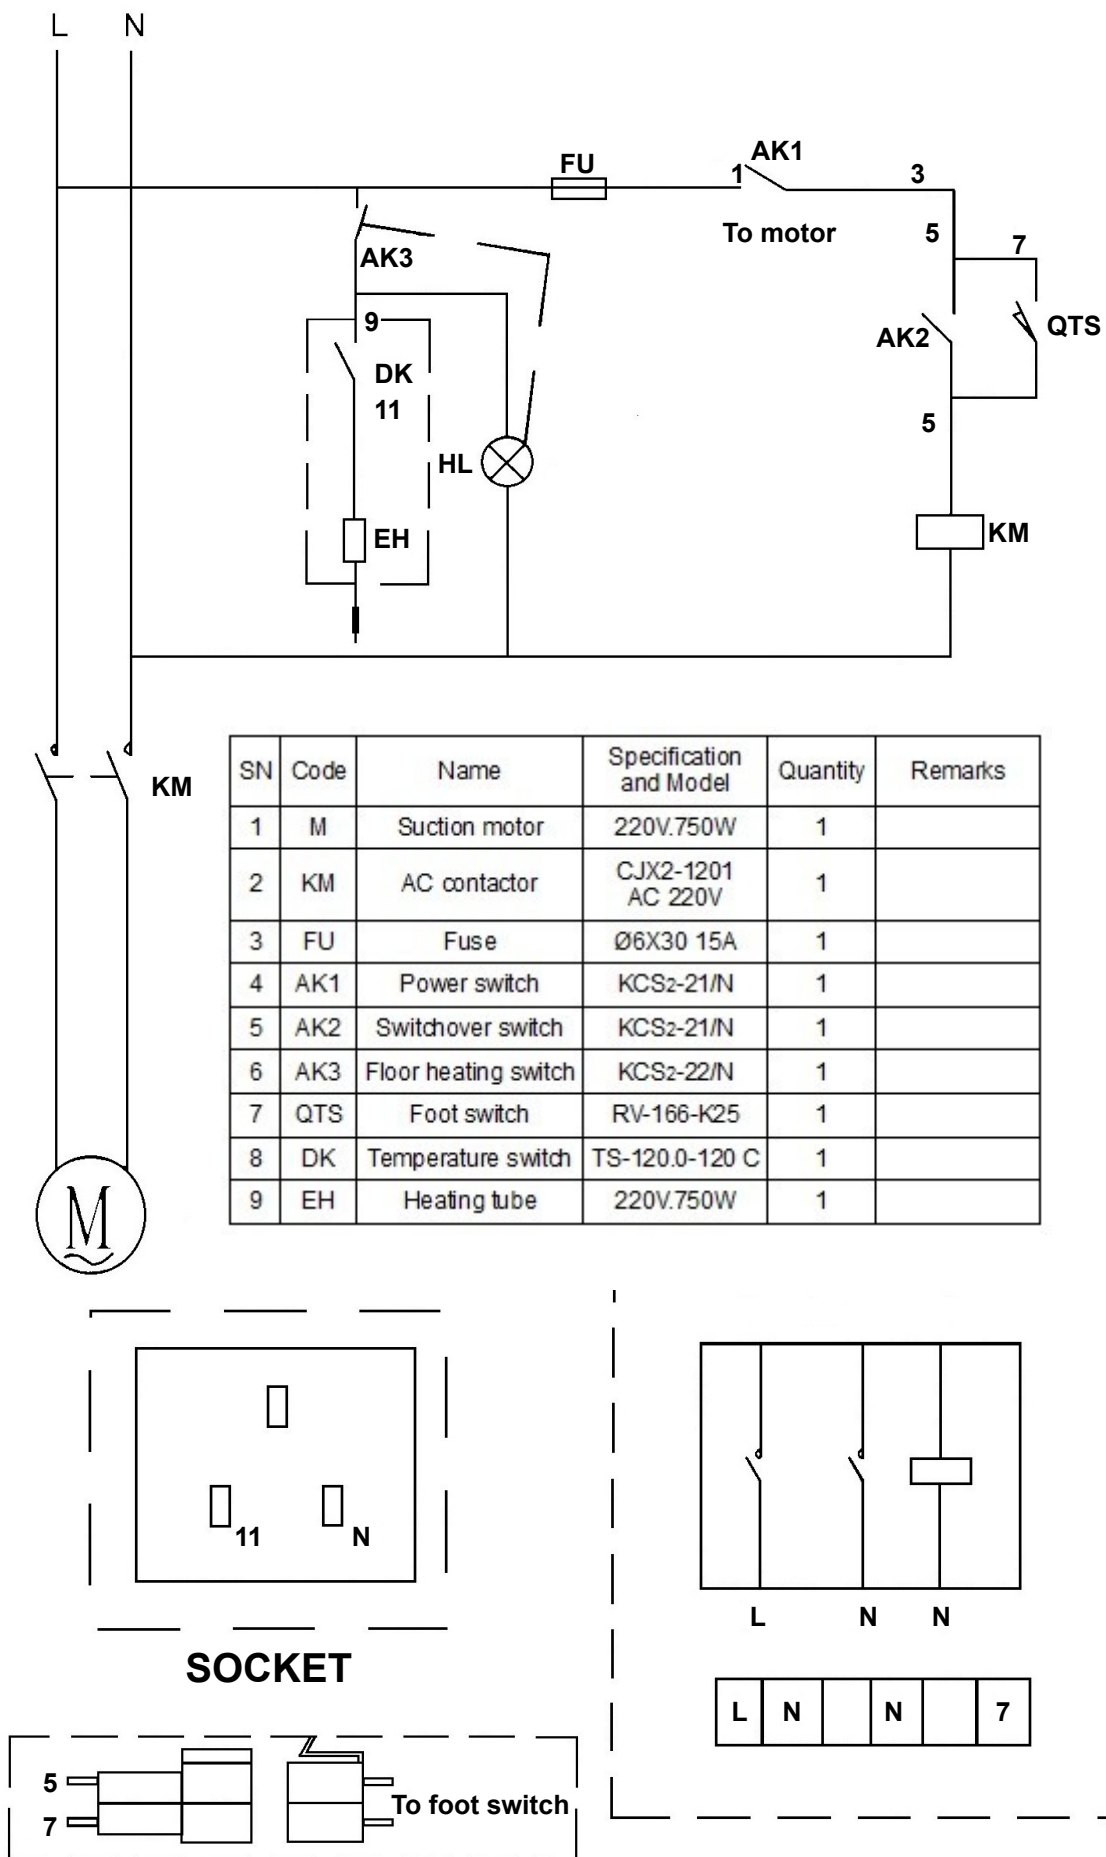 L N
FU
1
AK1
3
To motor
5
7
AK3
9
AK2
QTS
DK
11
5
HL
EH
KM
KM
SN Code Name Specification and Model Quantity Remarks
1 M Suction motor 220V.750W 1
2 KM AC contactor CJX2-1201 AC 220V 1
3 FU Fuse Ø6X30 15A 1
4 AK1 Power switch KCS2-21/N 1
5 AK2 Switchover switch KCS2-21/N 1
6 AK3 Floor heating switch KCS2-22/N 1
7 QTS Foot switch RV-166-K25 1
8 DK Temperature switch TS-120.0-120 C 1
9 EH Heating tube 220V.750W 1
M
11 N
SOCKET
L N N
L N N 7
5
7
To foot switch